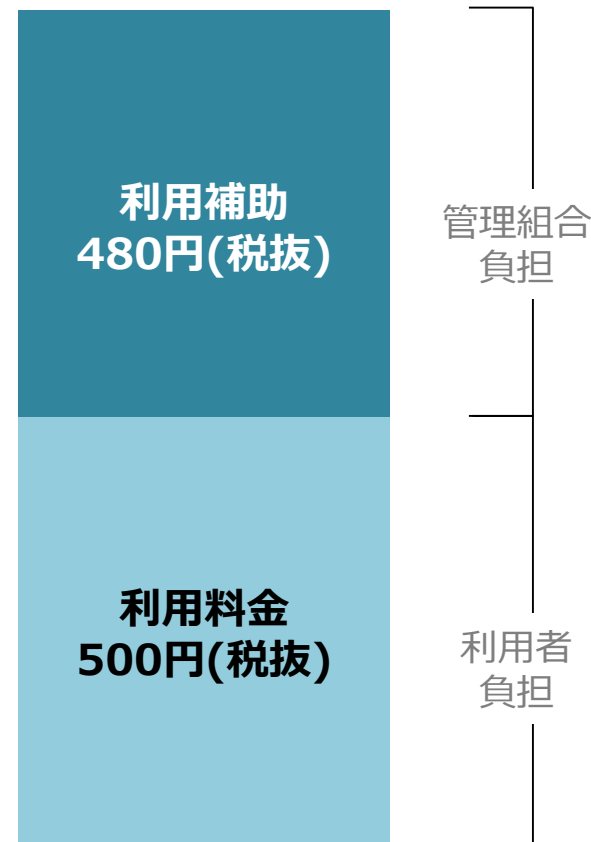 利用補助
480円(税抜)
管理組合
負担
利用料金
500円(税抜)
利用者
負担